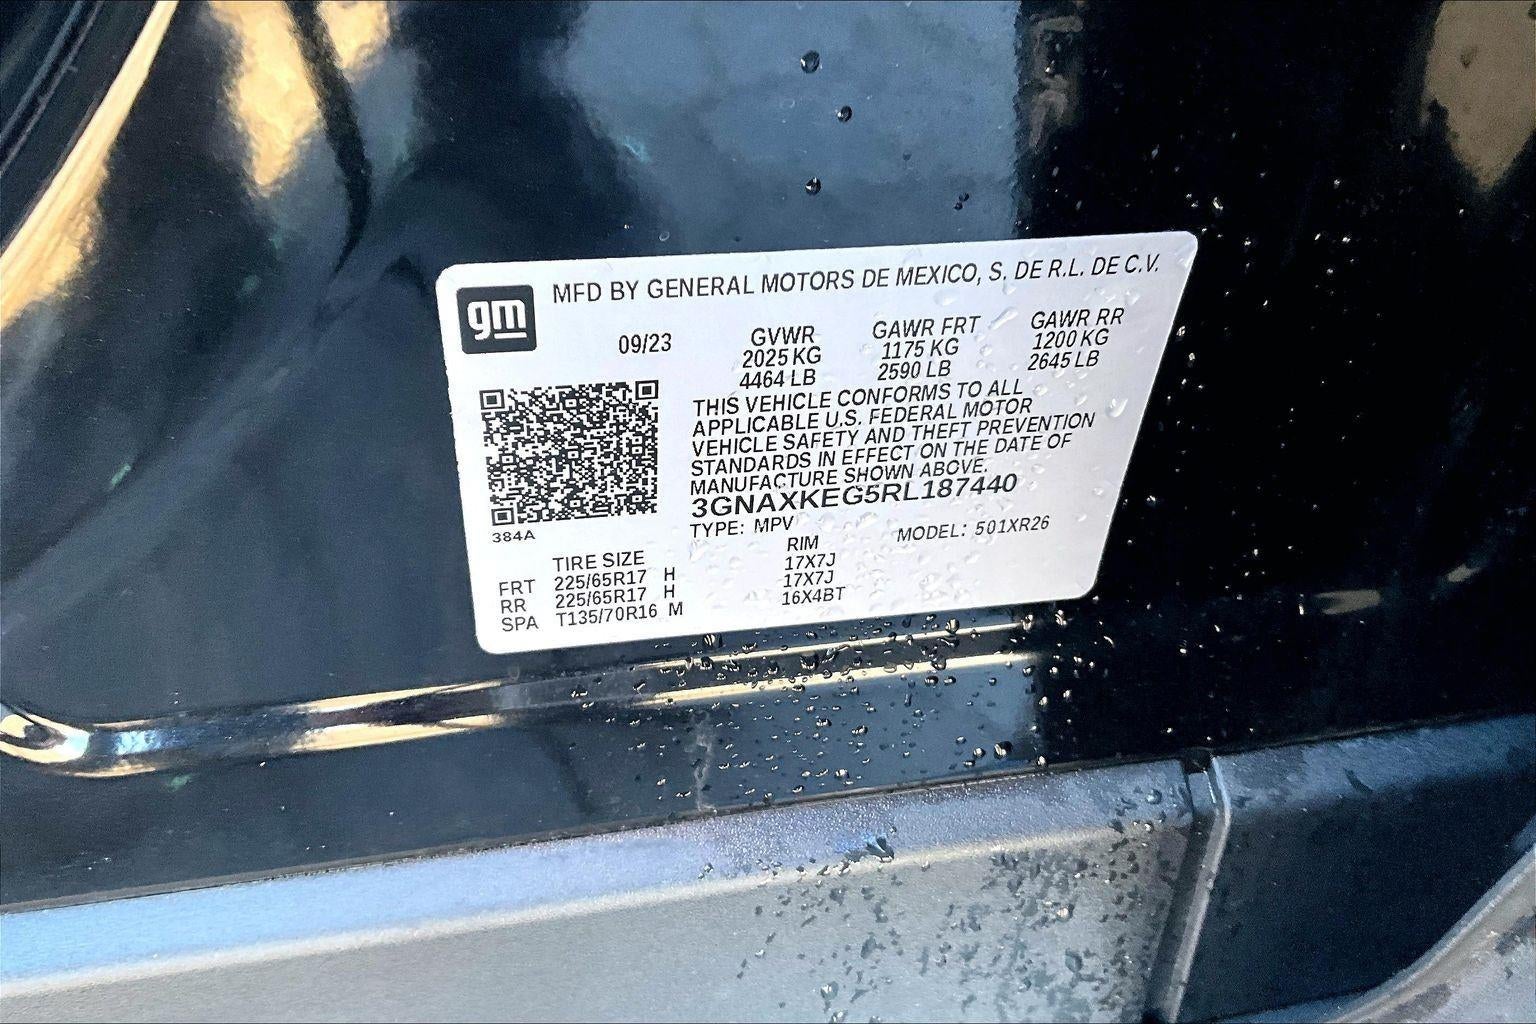 gm
MFD BY GENERAL MOTORS DE MEXICO, S. DE R.L. DE C.V.
09/23 GVWR GAWR FRT GAWR RR
2025 KG 1175 KG 1200 KG
4464 LB 2590 LB 2645 LB
THIS VEHICLE CONFORMS TO ALL
APPLICABLE U.S. FEDERAL MOTOR
VEHICLE SAFETY AND THEFT PREVENTION
STANDARDS IN EFFECT ON THE DATE OF
MANUFACTURE SHOWN ABOVE.
3GNAXKEG5RL187440
384A
TYPE: MPV MODEL: 501XR26
TIRE SIZE RIM
FRT 225/65R17 H 17X7J
RR 225/65R17 H 17X7J
SPA T135/70R16 M 16X4BT